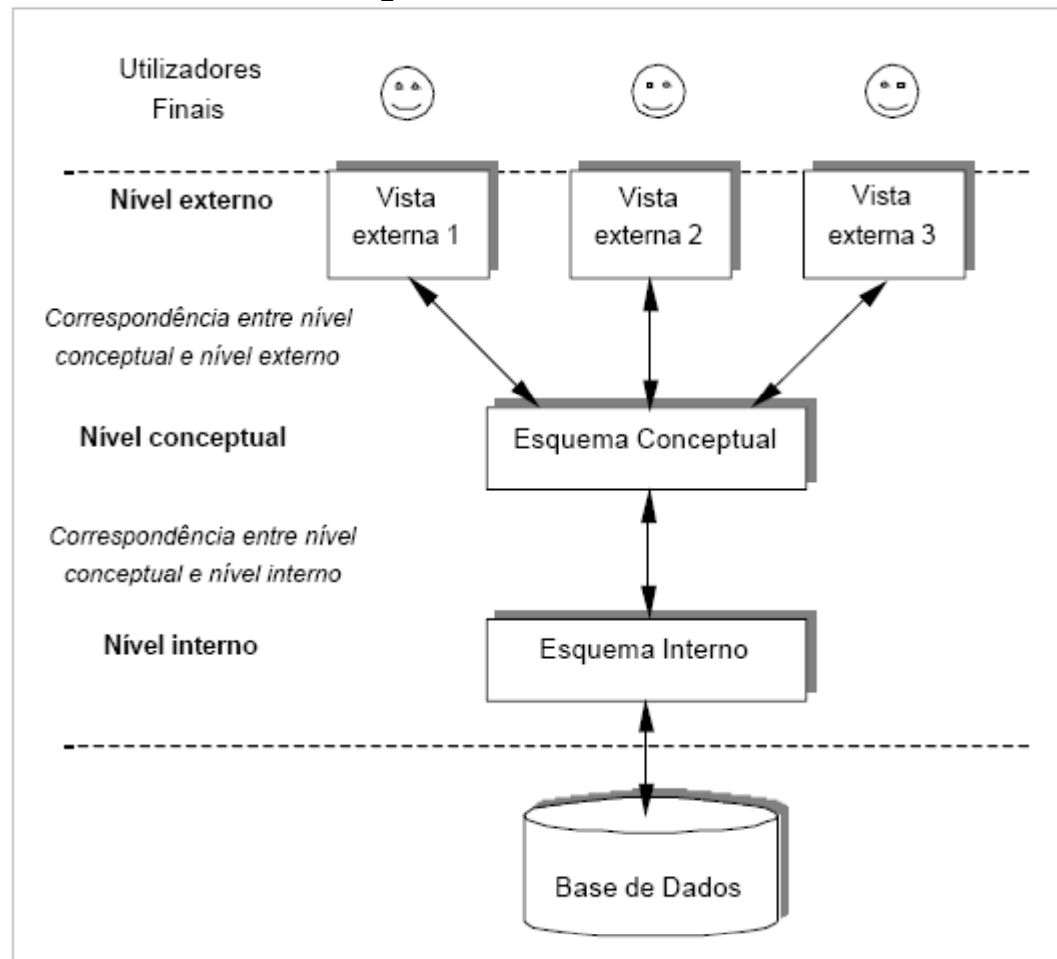 Utilizadores
Finais
Nível externo
Vista
externa 1
Vista
externa 2
Vista
externa 3
Correspondência entre nível
conceptual e nível externo
Nível conceptual
Esquema Conceptual
Correspondência entre nível
conceptual e nível interno
Nível interno
Esquema Interno
Base de Dados